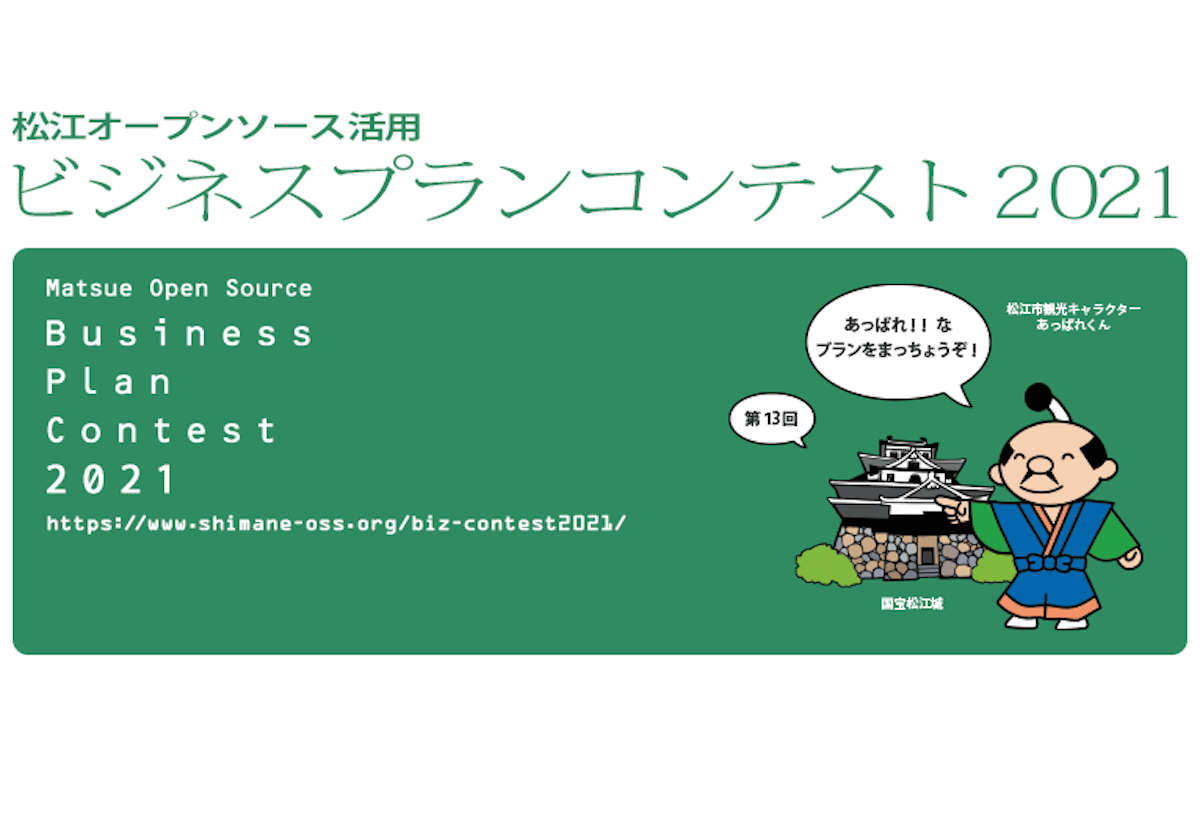 松江オープンソース活用
ビジネスプランコンテスト 2021
Matsue Open Source
Business
Plan
Contest
2021
https://www.shimane-oss.org/biz-contest2021/
あっぱれ!! な
プランをまっちょうぞ!
松江市観光キャラクター
あっぱれくん
第13回
国宝松江城